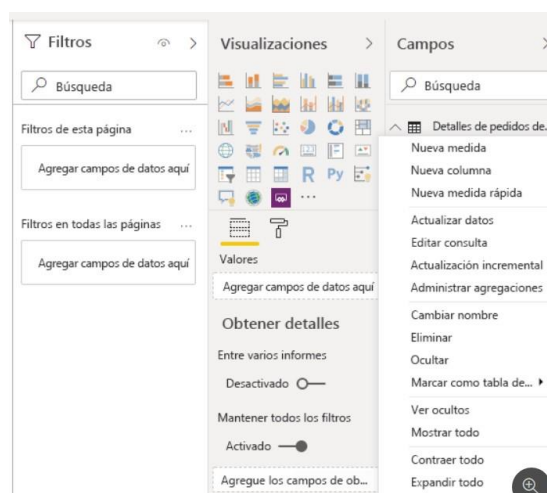 Filtros
Búsqueda
Filtros de esta página
Agregar campos de datos aquí
Filtros en todas las páginas
Agregar campos de datos aquí
Visualizaciones
R Py
Valores
Agregar campos de datos aquí
Obtener detalles
Entre varios informes
Desactivado
Mantener todos los filtros
Activado
Agregue los campos de ob...
Campos
Búsqueda
Detalles de pedidos de.
Nueva medida
Nueva columna
Nueva medida rápida
Actualizar datos
Editar consulta
Actualización incremental
Administrar agregaciones
Cambiar nombre
Eliminar
Ocultar
Marcar como tabla de...
Ver ocultos
Mostrar todo
Contraer todo
Expandir todo